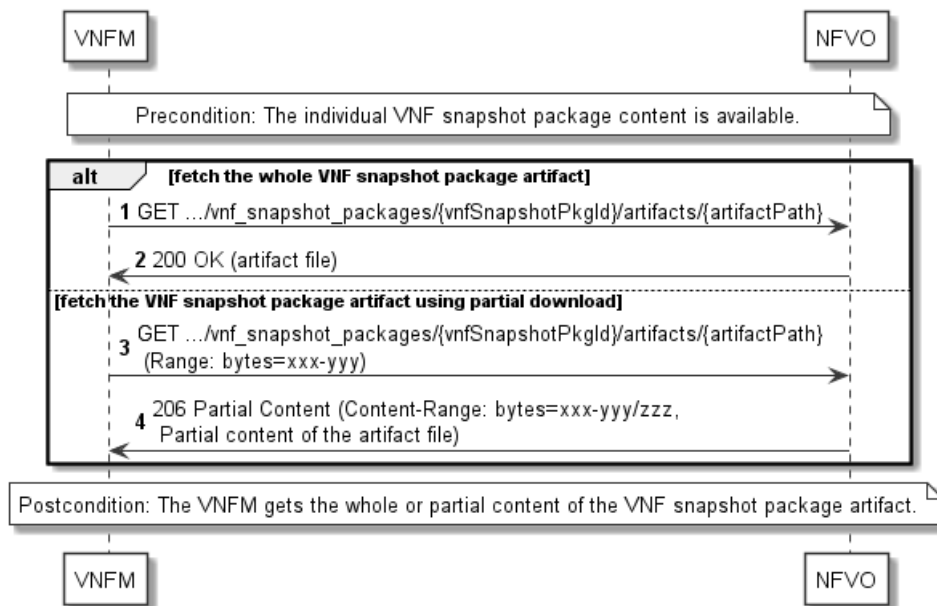 VNFM
NFVO
Precondition: The individual VNF snapshot package content is available.
alt
[fetch the whole VNF snapshot package artifact]
1 GET .../vnf_snapshot_packages/{vnfSnapshotPkgId}/artifacts/{artifactPath}
2 200 OK (artifact file)
[fetch the VNF snapshot package artifact using partial download]
3 GET .../vnf_snapshot_packages/{vnfSnapshotPkgId}/artifacts/{artifactPath}
(Range: bytes=xxx-yyy)
4 206 Partial Content (Content-Range: bytes=xxx-yyy/zzz,
Partial content of the artifact file)
Postcondition: The VNFM gets the whole or partial content of the VNF snapshot package artifact.
VNFM
NFVO